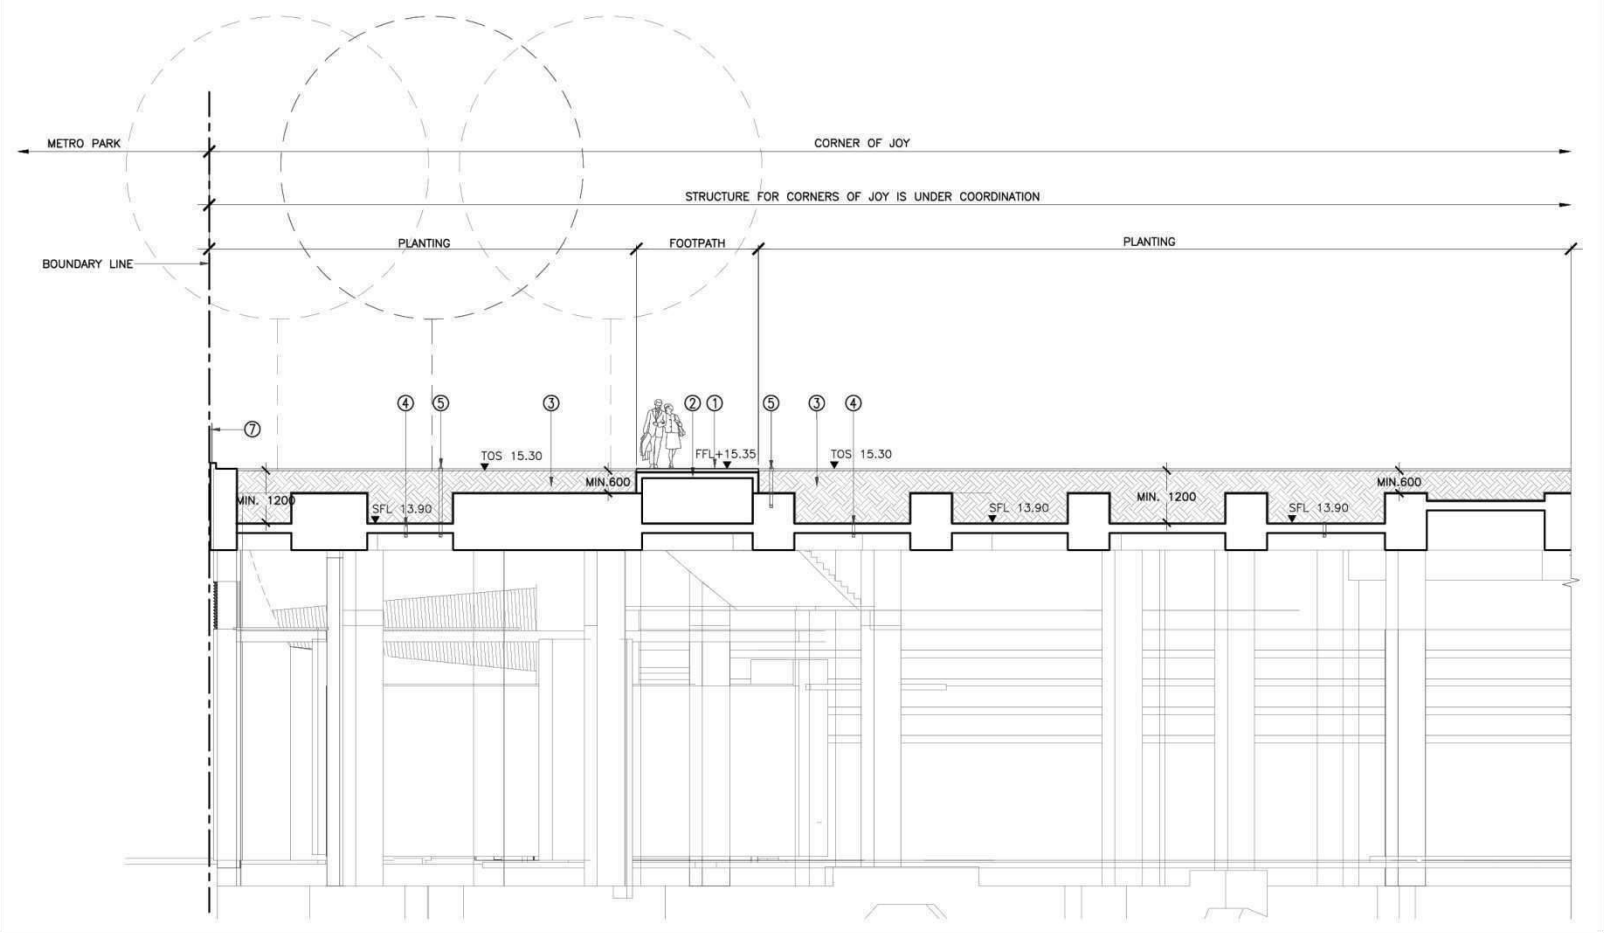 METRO PARK
CORNER OF JOY
STRUCTURE FOR CORNERS OF JOY IS UNDER COORDINATION
PLANTING
FOOTPATH
PLANTING
BOUNDARY LINE
4
5
3
2
1
5
3
4
7
TOS 15.30
FFL+15.35
TOS 15.30
MIN.600
MIN.600
MIN. 1200
MIN. 1200
SFL 13.90
SFL 13.90
SFL 13.90